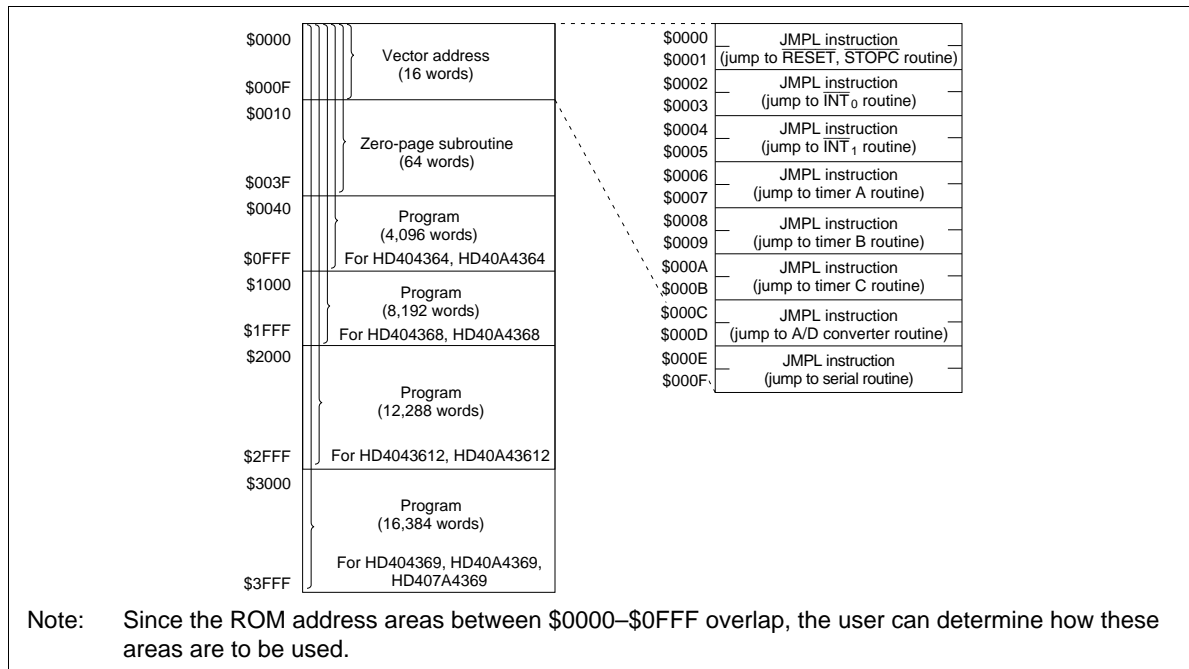 $0000
Vector address
(16 words)
$000F
$0010
Zero-page subroutine
(64 words)
$003F
$0040
Program
(4,096 words)
$0FFF
For HD404364, HD40A4364
$1000
Program
(8,192 words)
$1FFF
For HD404368, HD40A4368
$2000
Program
(12,288 words)
$2FFF
For HD4043612, HD40A43612
$3000
Program
(16,384 words)
For HD404369, HD40A4369,
HD407A4369
$3FFF
$0000
JMPL instruction
$0001
(jump to RESET, STOPC routine)
$0002
JMPL instruction
$0003
(jump to INT0 routine)
$0004
JMPL instruction
$0005
(jump to INT1 routine)
$0006
JMPL instruction
$0007
(jump to timer A routine)
$0008
JMPL instruction
$0009
(jump to timer B routine)
$000A
JMPL instruction
$000B
(jump to timer C routine)
$000C
JMPL instruction
$000D
(jump to A/D converter routine)
$000E
JMPL instruction
$000F
(jump to serial routine)
Note: Since the ROM address areas between $0000–$0FFF overlap, the user can determine how these
areas are to be used.